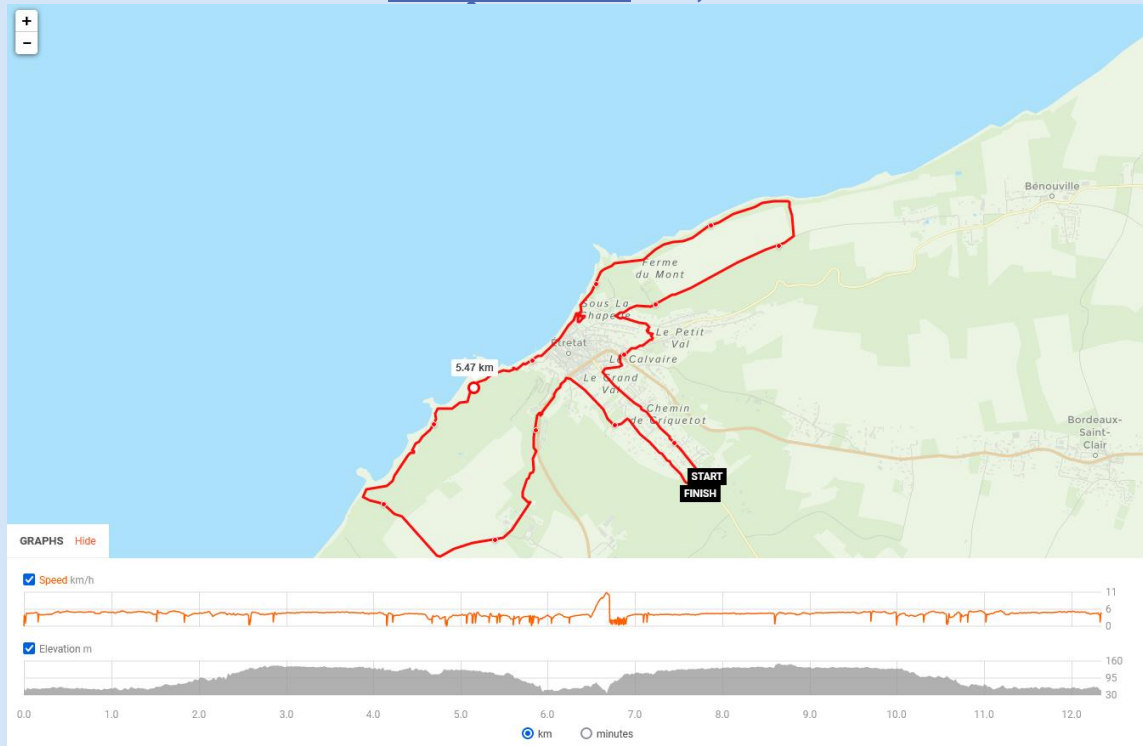 +
−
Bénouville
Ferme
du Mont
Sous La
Chapelle
Le Petit
Val
Étretat
Le Calvaire
5.47 km
Le Grand
Val
Chemin
de Criquetot
Bordeaux-
Saint-
Clair
START
FINISH
GRAPHS Hide
Speed km/h
11
6
0
Elevation m
160
95
30
0.0 1.0 2.0 3.0 4.0 5.0 6.0 7.0 8.0 9.0 10.0 11.0 12.0
km minutes